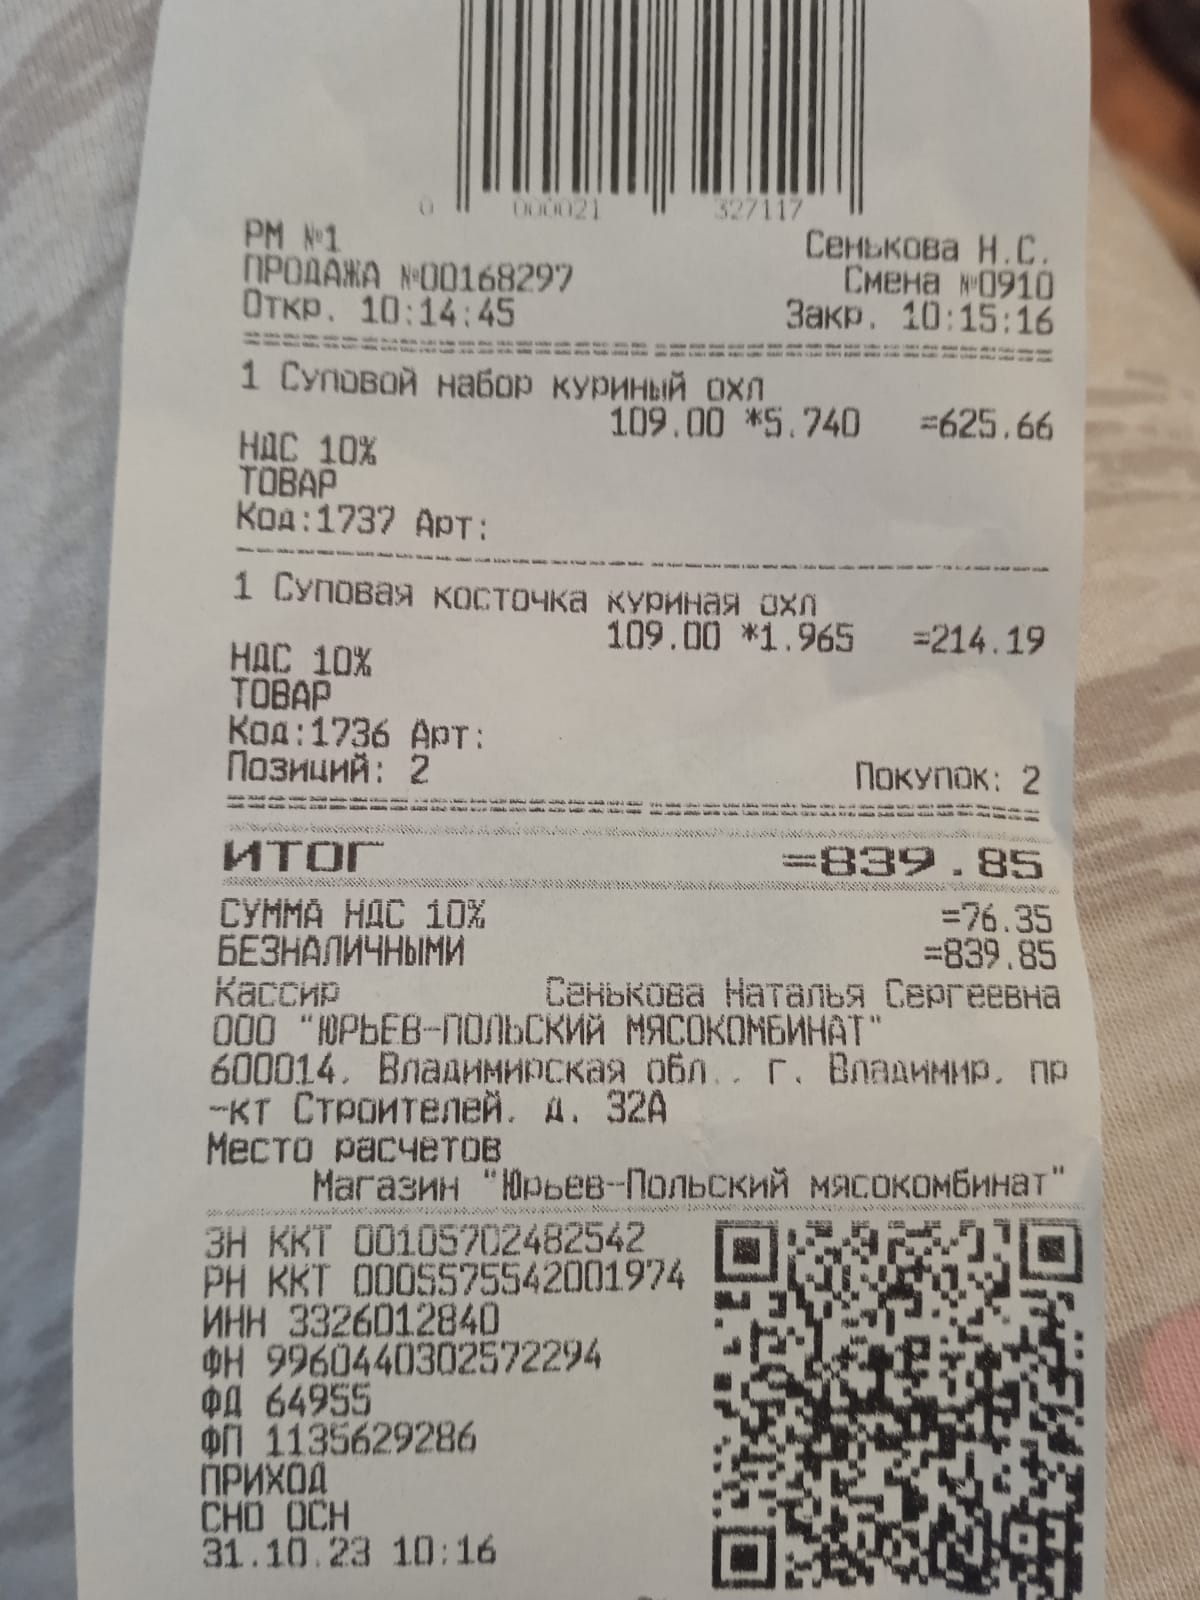 0 000021 327117
РМ №1 Сенькова Н.С.
ПРОДАЖА №00168297 Смена №0910
Откр. 10:14:45 Закр. 10:15:16
1 Суповой набор куриный охл
109.00 *5.740 =625.66
НДС 10%
ТОВАР
Код:1737 Арт:
1 Суповая косточка куриная охл
109.00 *1.965 =214.19
НДС 10%
ТОВАР
Код:1736 Арт:
Позиций: 2 Покупок: 2
ИТОГ =839.85
СУММА НДС 10% =76.35
БЕЗНАЛИЧНЫМИ =839.85
Кассир Сенькова Наталья Сергеевна
ООО "ЮРЬЕВ-ПОЛЬСКИЙ МЯСОКОМБИНАТ"
600014, Владимирская обл., г. Владимир, пр
-кт Строителей, д. 32А
Место расчетов
Магазин "Юрьев-Польский мясокомбинат"
ЗН ККТ 00105702482542
РН ККТ 0005575542001974
ИНН 3326012840
ФН 9960440302572294
ФД 64955
ФП 1135629286
ПРИХОД
СНО ОСН
31.10.23 10:16